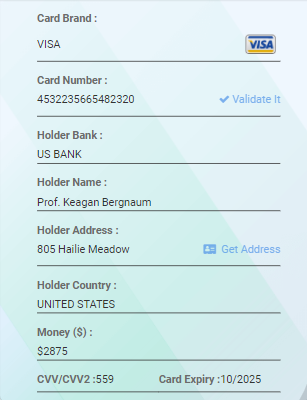 Card Brand :
VISA VISA
Card Number :
4532235665482320 Validate It
Holder Bank :
US BANK
Holder Name :
Prof. Keagan Bergnaum
Holder Address :
805 Hailie Meadow Get Address
Holder Country :
UNITED STATES
Money ($) :
$2875
CVV/CVV2 :559 Card Expiry :10/2025